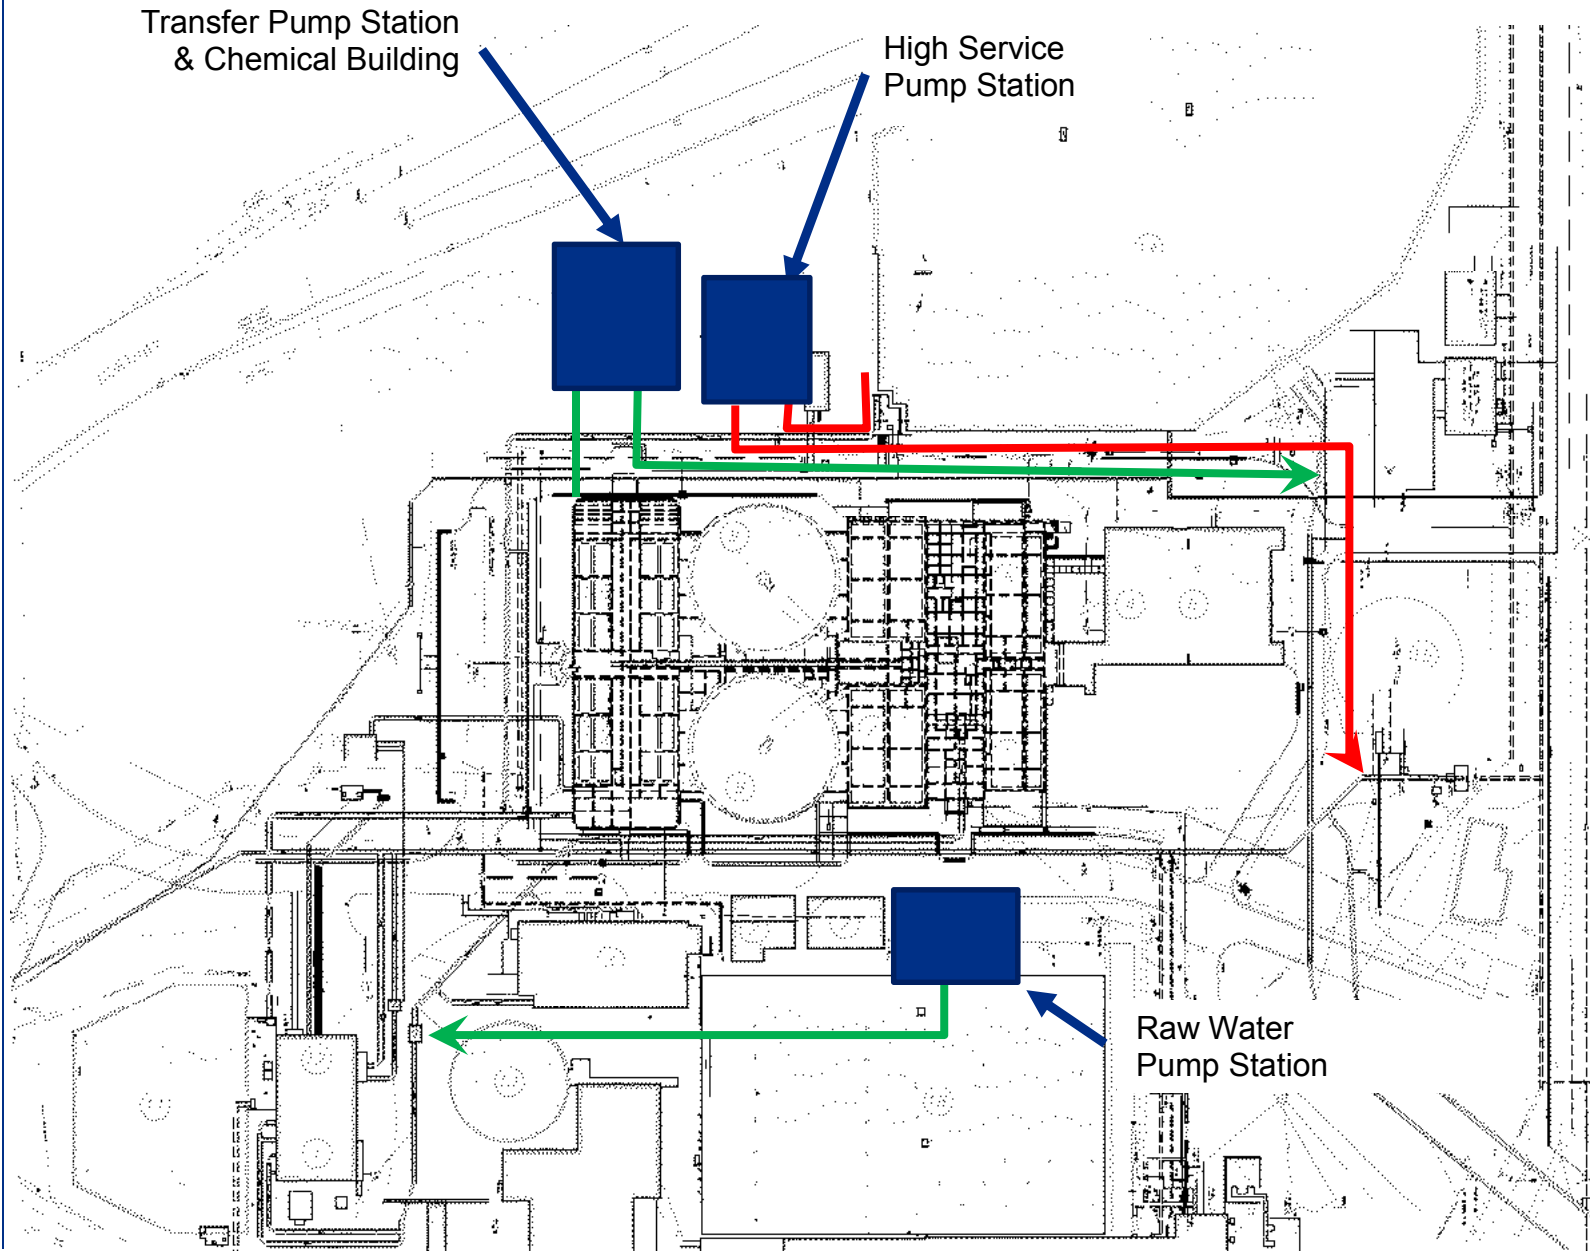 Transfer Pump Station
& Chemical Building
High Service
Pump Station
Raw Water
Pump Station